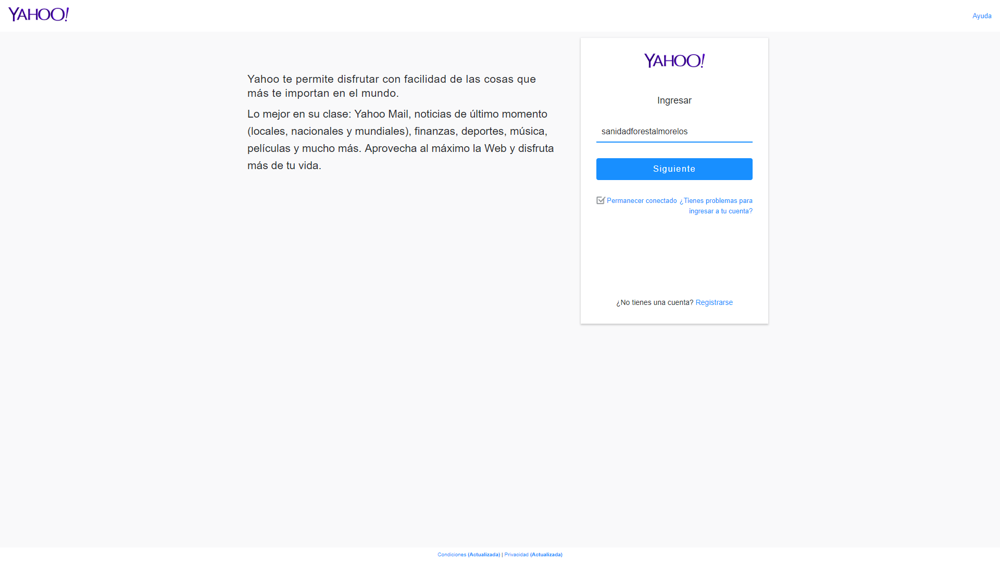 YAHOO!
Ayuda
Yahoo te permite disfrutar con facilidad de las cosas que
más te importan en el mundo.
Lo mejor en su clase: Yahoo Mail, noticias de último momento
(locales, nacionales y mundiales), finanzas, deportes, música,
películas y mucho más. Aprovecha al máximo la Web y disfruta
más de tu vida.
YAHOO!
Ingresar
sanidadforestalmorelos
Siguiente
Permanecer conectado
¿Tienes problemas para
ingresar a tu cuenta?
¿No tienes una cuenta? Registrarse
Condiciones (Actualizada) | Privacidad (Actualizada)